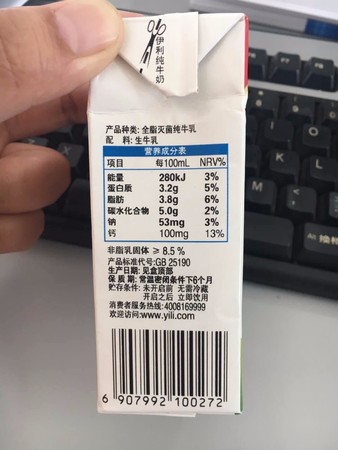 伊利纯牛奶
产品种类: 全脂灭菌纯牛乳
配 料: 生牛乳
营养成分表
项目 每100mL NRV%
能量 280kJ 3%
蛋白质 3.2g 5%
脂肪 3.8g 6%
碳水化合物 5.0g 2%
钠 53mg 3%
钙 100mg 13%
非脂乳固体 ≥ 8.5 %
产品标准代号:GB 25190
生产日期: 见盒顶部
保 质 期: 常温密闭条件下6个月
贮存条件: 未开启前 无需冷藏
开启之后 立即饮用
消费者服务热线:4008169999
欢迎访问:www.yili.com
6 907992 100272